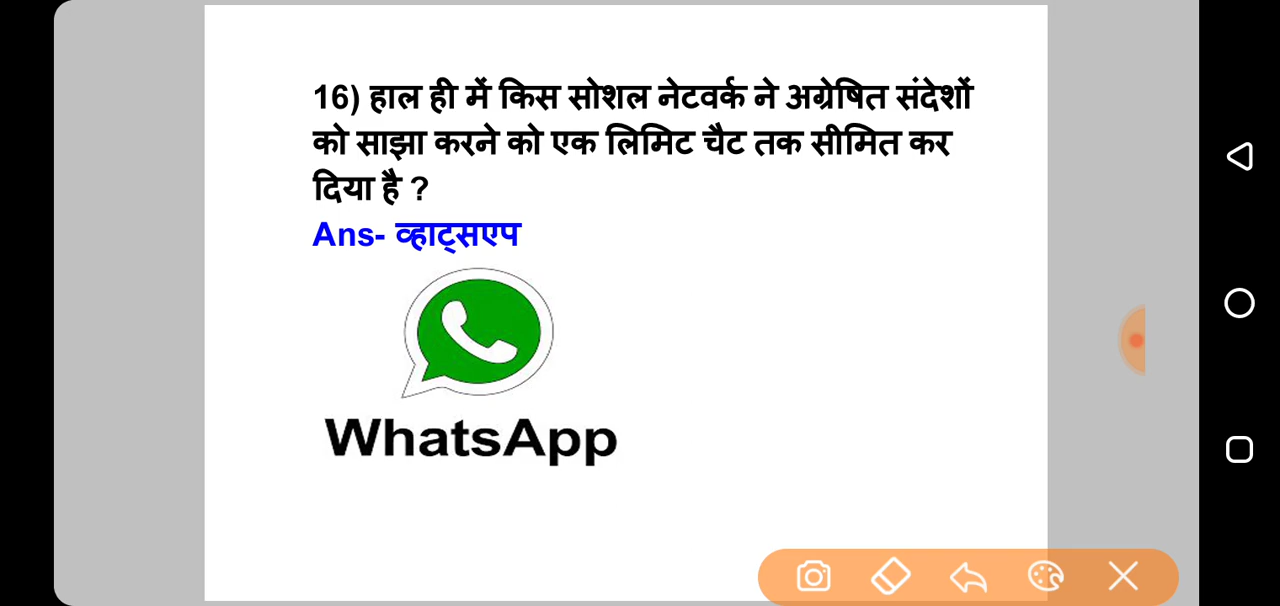 16) हाल ही में किस सोशल नेटवर्क ने अग्रेषित संदेशों
को साझा करने को एक लिमिट चैट तक सीमित कर
दिया है ?
Ans- व्हाट्सएप
WhatsApp